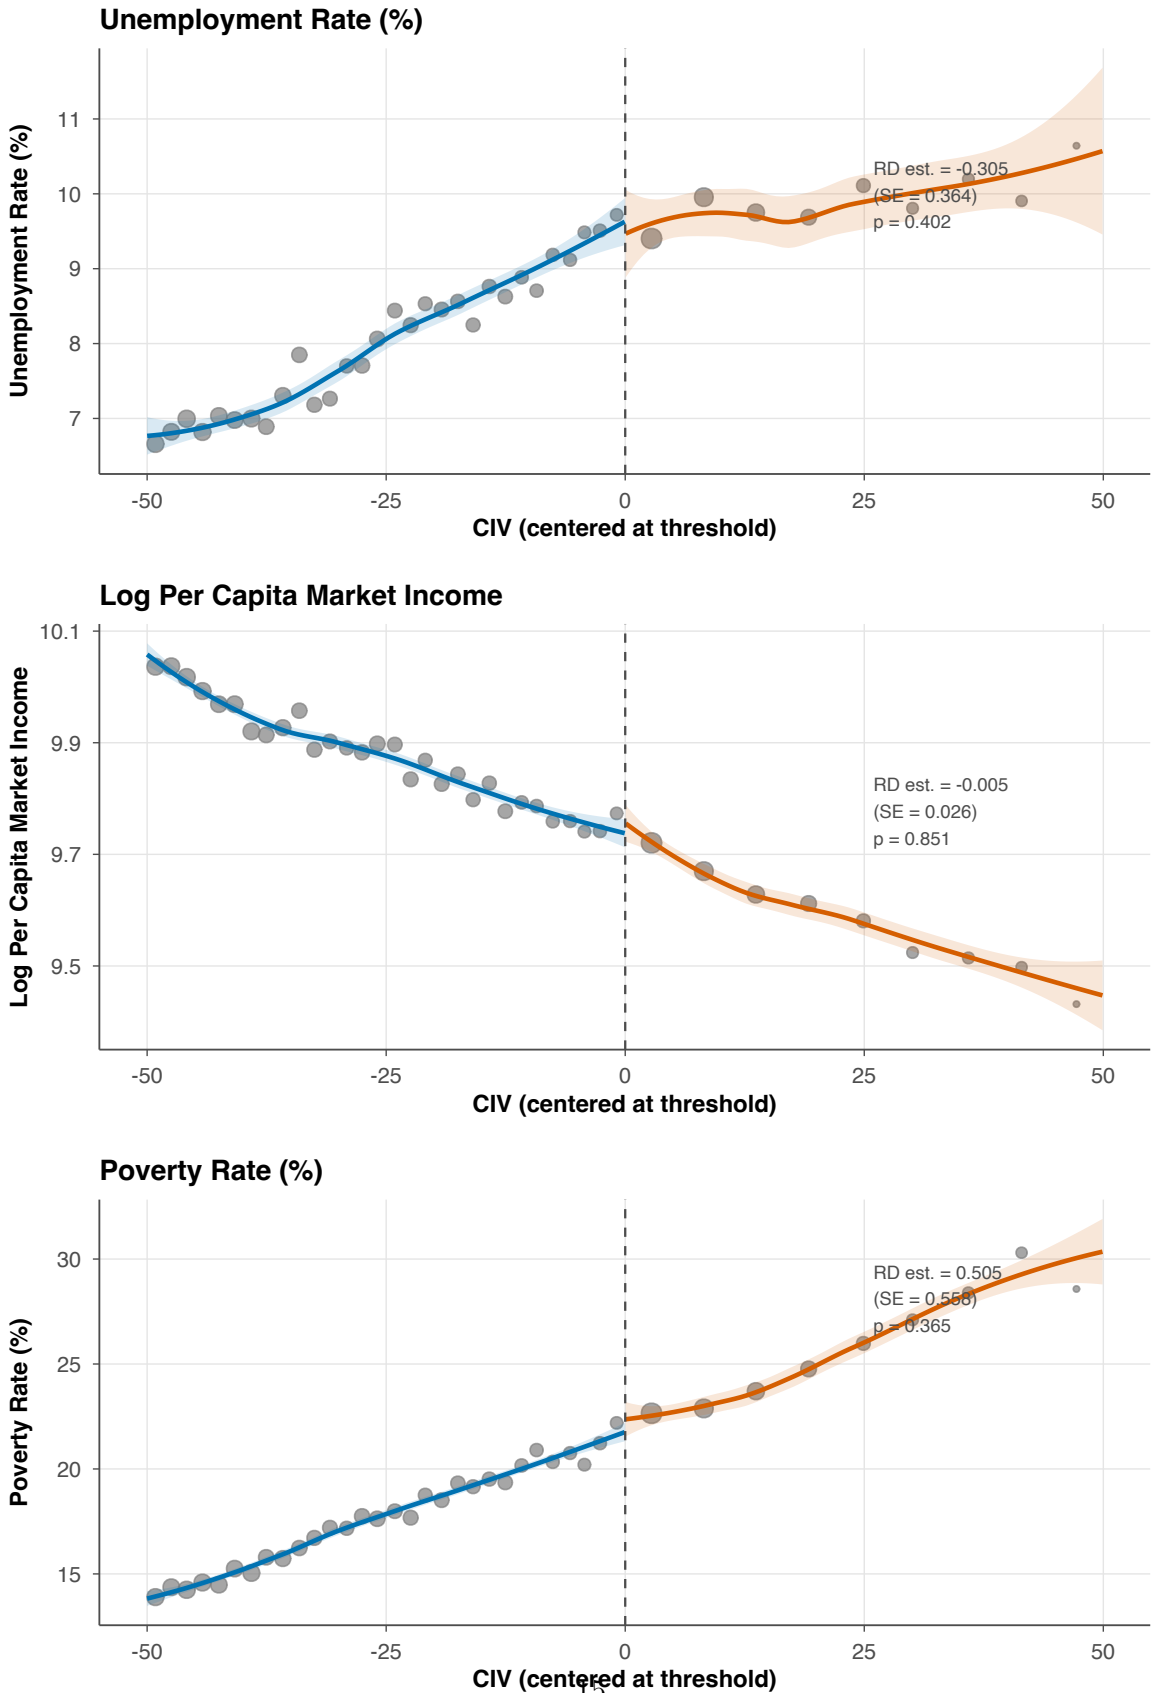 Unemployment Rate (%)
Unemployment Rate (%)
11
10
9
8
7
RD est. = -0.305
(SE = 0.364)
p = 0.402
-50 -25 0 25 50
CIV (centered at threshold)
Log Per Capita Market Income
Log Per Capita Market Income
10.1
9.9
9.7
9.5
RD est. = -0.005
(SE = 0.026)
p = 0.851
-50 -25 0 25 50
CIV (centered at threshold)
Poverty Rate (%)
Poverty Rate (%)
30
25
20
15
RD est. = 0.505
(SE = 0.558)
p = 0.365
-50 -25 0 25 50
CIV (centered at threshold)
15